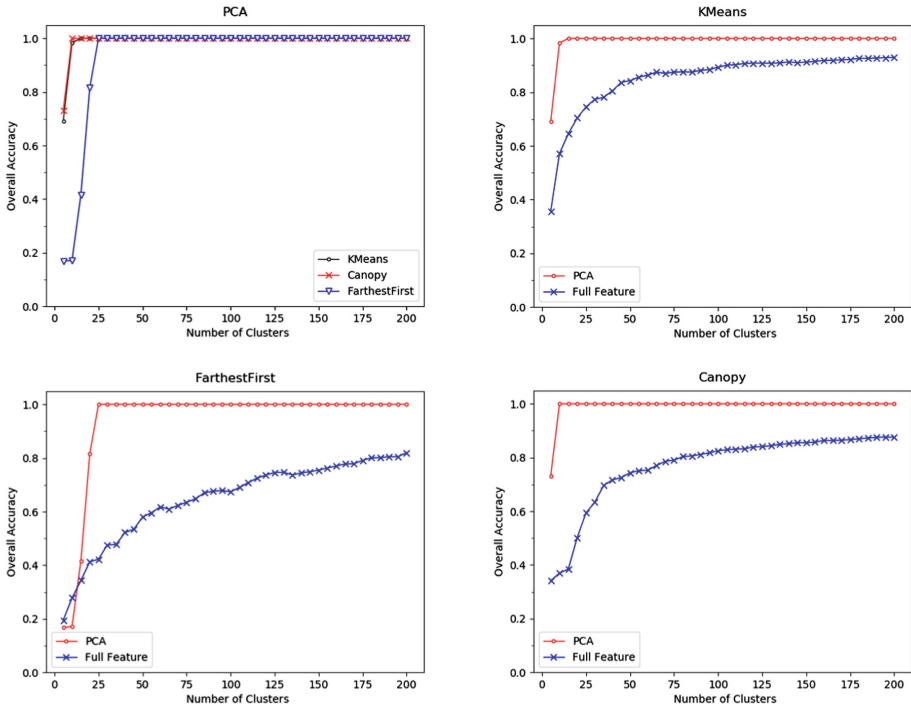 PCA
1.0
0.8
0.6
0.4
0.2
0.0
Overall Accuracy
KMeans
Canopy
FarthestFirst
0 25 50 75 100 125 150 175 200
Number of Clusters
KMeans
1.0
0.8
0.6
0.4
0.2
0.0
Overall Accuracy
PCA
Full Feature
0 25 50 75 100 125 150 175 200
Number of Clusters
FarthestFirst
1.0
0.8
0.6
0.4
0.2
0.0
Overall Accuracy
PCA
Full Feature
0 25 50 75 100 125 150 175 200
Number of Clusters
Canopy
1.0
0.8
0.6
0.4
0.2
0.0
Overall Accuracy
PCA
Full Feature
0 25 50 75 100 125 150 175 200
Number of Clusters